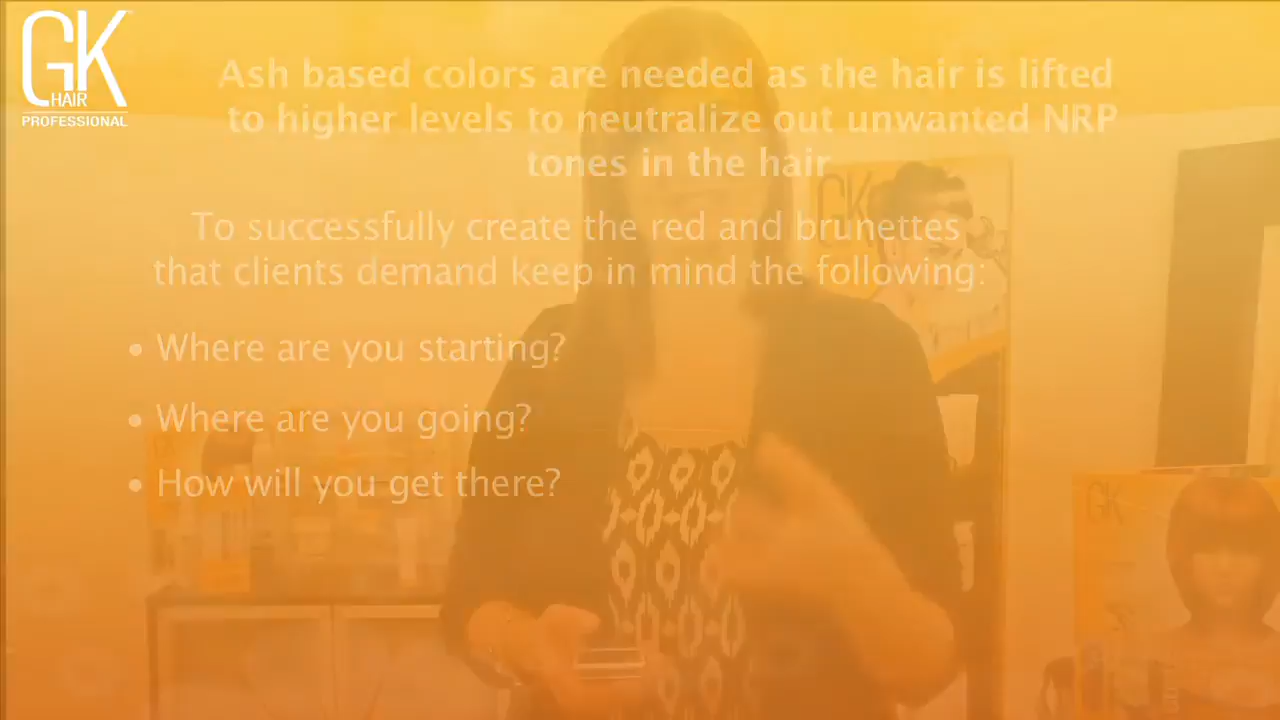 GK
HAIR
PROFESSIONAL
Ash based colors are needed as the hair is lifted
to higher levels to neutralize out unwanted NRP
tones in the hair
To successfully create the red and brunettes
that clients demand keep in mind the following:
• Where are you starting?
• Where are you going?
• How will you get there?
GK
GK